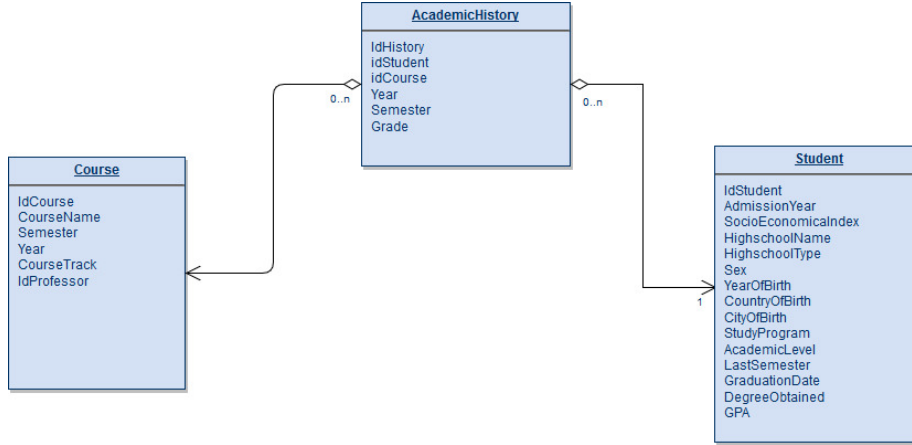 AcademicHistory
IdHistory
idStudent
idCourse
Year
Semester
Grade
0..n
0..n
Course
IdCourse
CourseName
Semester
Year
CourseTrack
IdProfessor
Student
IdStudent
AdmissionYear
SocioEconomicaIndex
HighschoolName
HighschoolType
Sex
YearOfBirth
CountryOfBirth
CityOfBirth
StudyProgram
AcademicLevel
LastSemester
GraduationDate
DegreeObtained
GPA
1